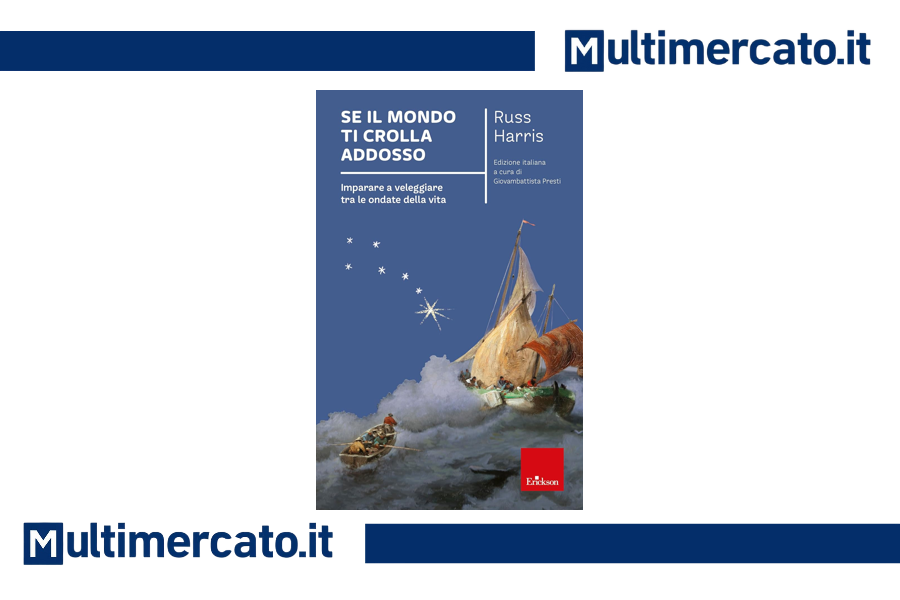 Multimercato.it
SE IL MONDO
TI CROLLA
ADDOSSO
Imparare a veleggiare
tra le ondate della vita
Russ
Harris
Edizione italiana
a cura di
Giovambattista Presti
Erickson
Multimercato.it